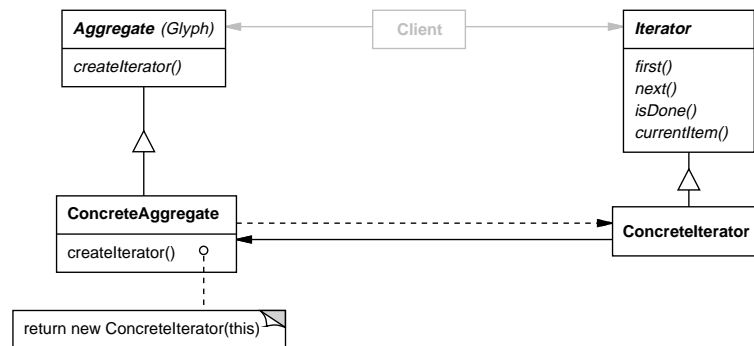 Aggregate (Glyph)
createIterator()
Client
Iterator
first()
next()
isDone()
currentItem()
ConcreteAggregate
createIterator()
ConcreteIterator
return new ConcreteIterator(this)